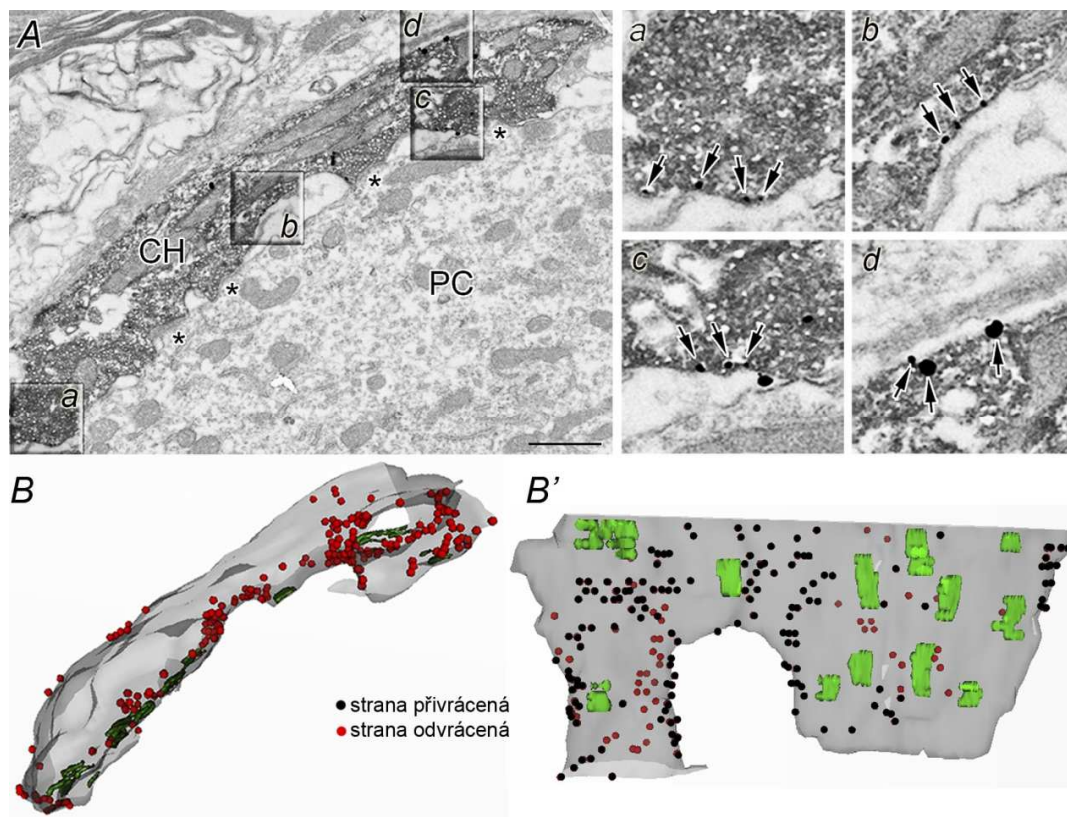 A
d
c
b
CH
PC
*
*
*
*
a
a
b
c
d
B
B'
strana přivrácená
strana odvrácená